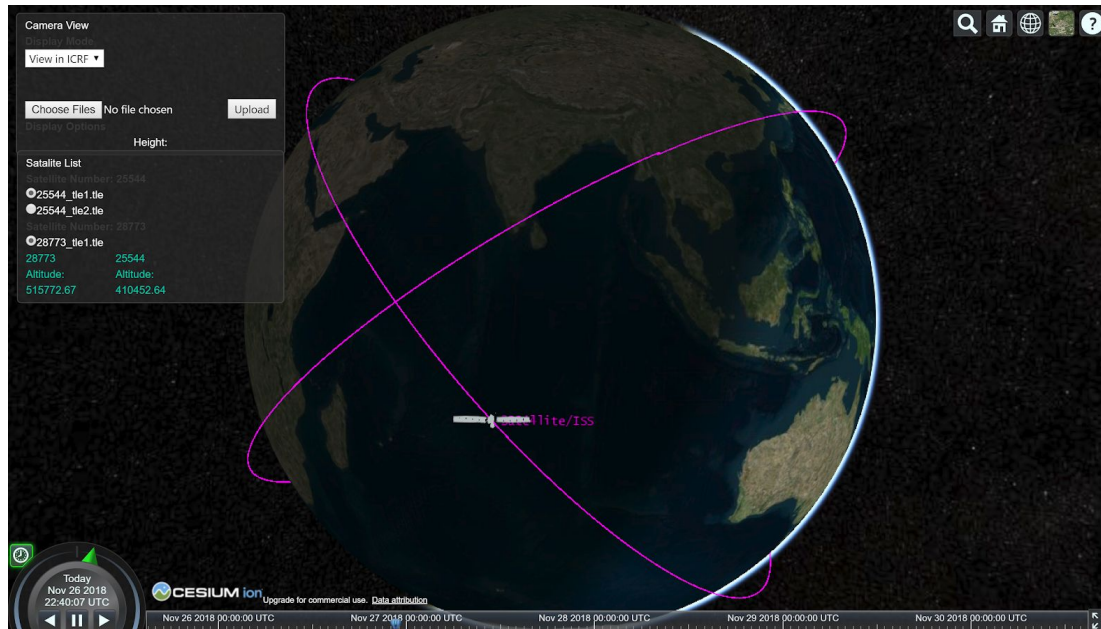 Camera View
Display Mode
View in ICRF
Choose Files No file chosen Upload
Display Options
Height:
Satalite List
Satellite Number: 25544
25544_tle1.tle
25544_tle2.tle
Satellite Number: 28773
28773_tle1.tle
28773 25544
Altitude: Altitude:
515772.67 410452.64
Satellite/ISS
?
Today
Nov 26 2018
22:40:07 UTC
CESIUM ion
Upgrade for commercial use. Data attribution
Nov 26 2018 00:00:00 UTC Nov 27 2018 00:00:00 UTC Nov 28 2018 00:00:00 UTC Nov 29 2018 00:00:00 UTC Nov 30 2018 00:00:00 UTC